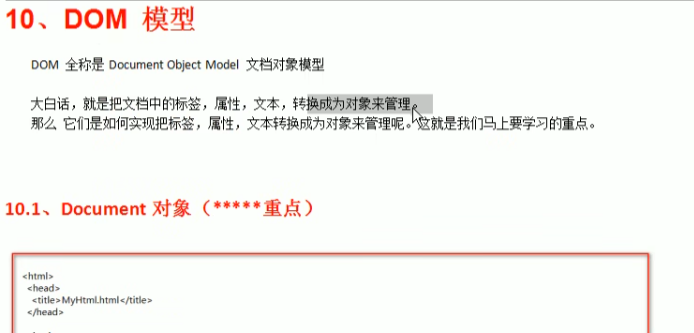 10、DOM 模型
DOM 全称是 Document Object Model 文档对象模型
大白话，就是把文档中的标签，属性，文本，转换成为对象来管理。
那么 它们是如何实现把标签，属性，文本转换成为对象来管理呢。这就是我们马上要学习的重点。
10.1、Document 对象（*****重点）
<html>
<head>
<title>MyHtml.html</title>
</head>